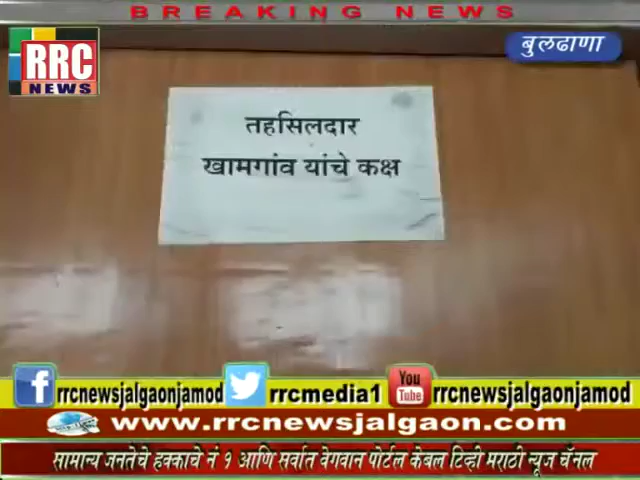 BREAKING NEWS
RRC
NEWS
बुलढाणा
तहसिलदार
खामगांव यांचे कक्ष
rrcnewsjalgaonjamod
rrcmedia1
You
Tube
rrcnewsjalgaonjamod
www.rrcnewsjalgaon.com
सामान्य जनतेचे हक्काचे नं १ आणि सर्वात वेगवान पोर्टल केबल टिव्ही मराठी न्यूज चॅनल